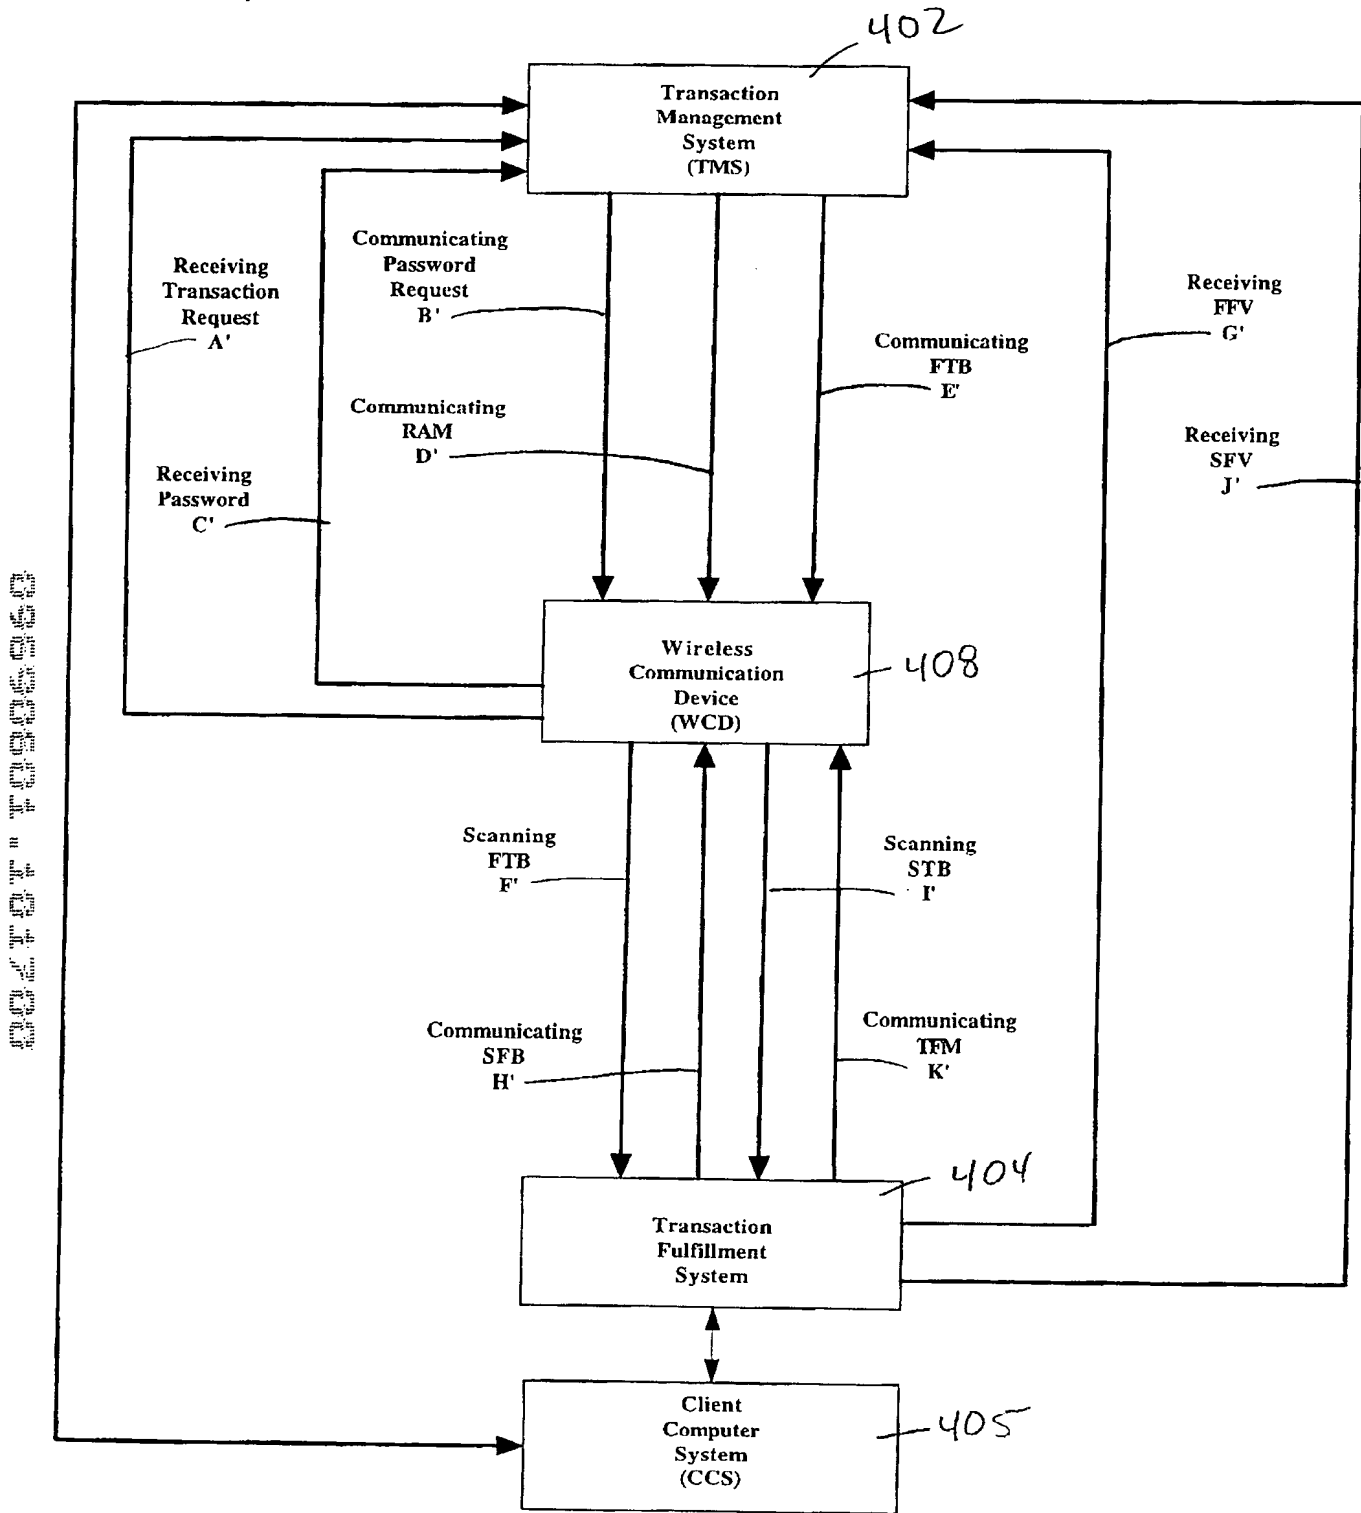 402
Transaction
Management
System
(TMS)
Communicating
Password
Request
B'
Receiving
Transaction
Request
A'
Receiving
FFV
G'
Communicating
FTB
E'
Communicating
RAM
D'
Receiving
SFV
J'
Receiving
Password
C'
Wireless
Communication
Device
(WCD)
408
Scanning
FTB
F'
Scanning
STB
I'
Communicating
SFB
H'
Communicating
TFM
K'
404
Transaction
Fulfillment
System
Client
Computer
System
(CCS)
405